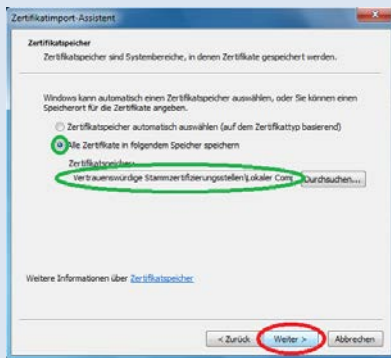 Zertifikatimport-Assistent
Zertifikatspeicher
Zertifikatspeicher sind Systembereiche, in denen Zertifikate gespeichert werden.
Windows kann automatisch einen Zertifikatspeicher auswählen, oder Sie können einen
Speicherort für die Zertifikate angeben.
Zertifikatspeicher automatisch auswählen (auf dem Zertifikattyp basierend)
Alle Zertifikate in folgendem Speicher speichern
Zertifikatspeicher:
Vertrauenswürdige Stammzertifizierungsstellen\Lokaler Comp
Durchsuchen...
Weitere Informationen über Zertifikatspeicher
< Zurück
Weiter >
Abbrechen